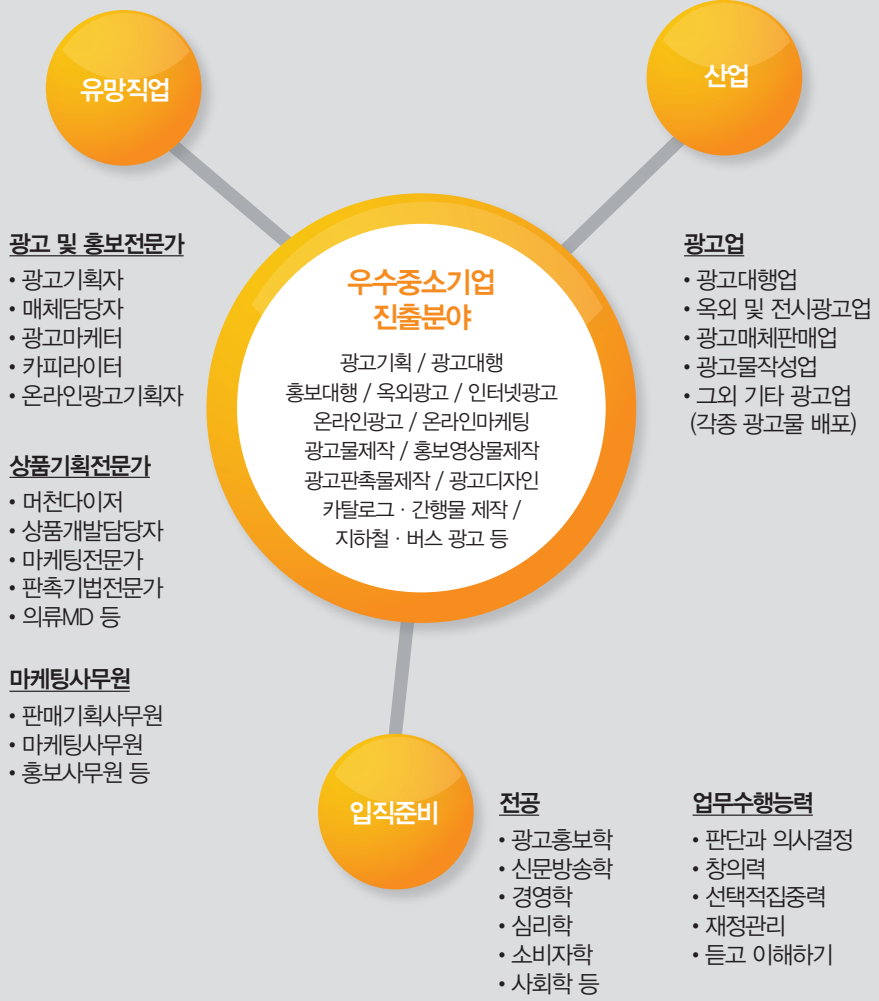 유망직업
산업
광고 및 홍보전문가
• 광고기획자
• 매체담당자
• 광고마케터
• 카피라이터
• 온라인광고기획자
상품기획전문가
• 머천다이저
• 상품개발담당자
• 마케팅전문가
• 판촉기법전문가
• 의류MD 등
마케팅사무원
• 판매기획사무원
• 마케팅사무원
• 홍보사무원 등
우수중소기업
진출분야
광고기획 / 광고대행
홍보대행 / 옥외광고 / 인터넷광고
온라인광고 / 온라인마케팅
광고물제작 / 홍보영상물제작
광고판촉물제작 / 광고디자인
카탈로그 · 간행물 제작 /
지하철 · 버스 광고 등
광고업
• 광고대행업
• 옥외 및 전시광고업
• 광고매체판매업
• 광고물작성업
• 그외 기타 광고업
(각종 광고물 배포)
입직준비
전공
• 광고홍보학
• 신문방송학
• 경영학
• 심리학
• 소비자학
• 사회학 등
업무수행능력
• 판단과 의사결정
• 창의력
• 선택적집중력
• 재정관리
• 듣고 이해하기